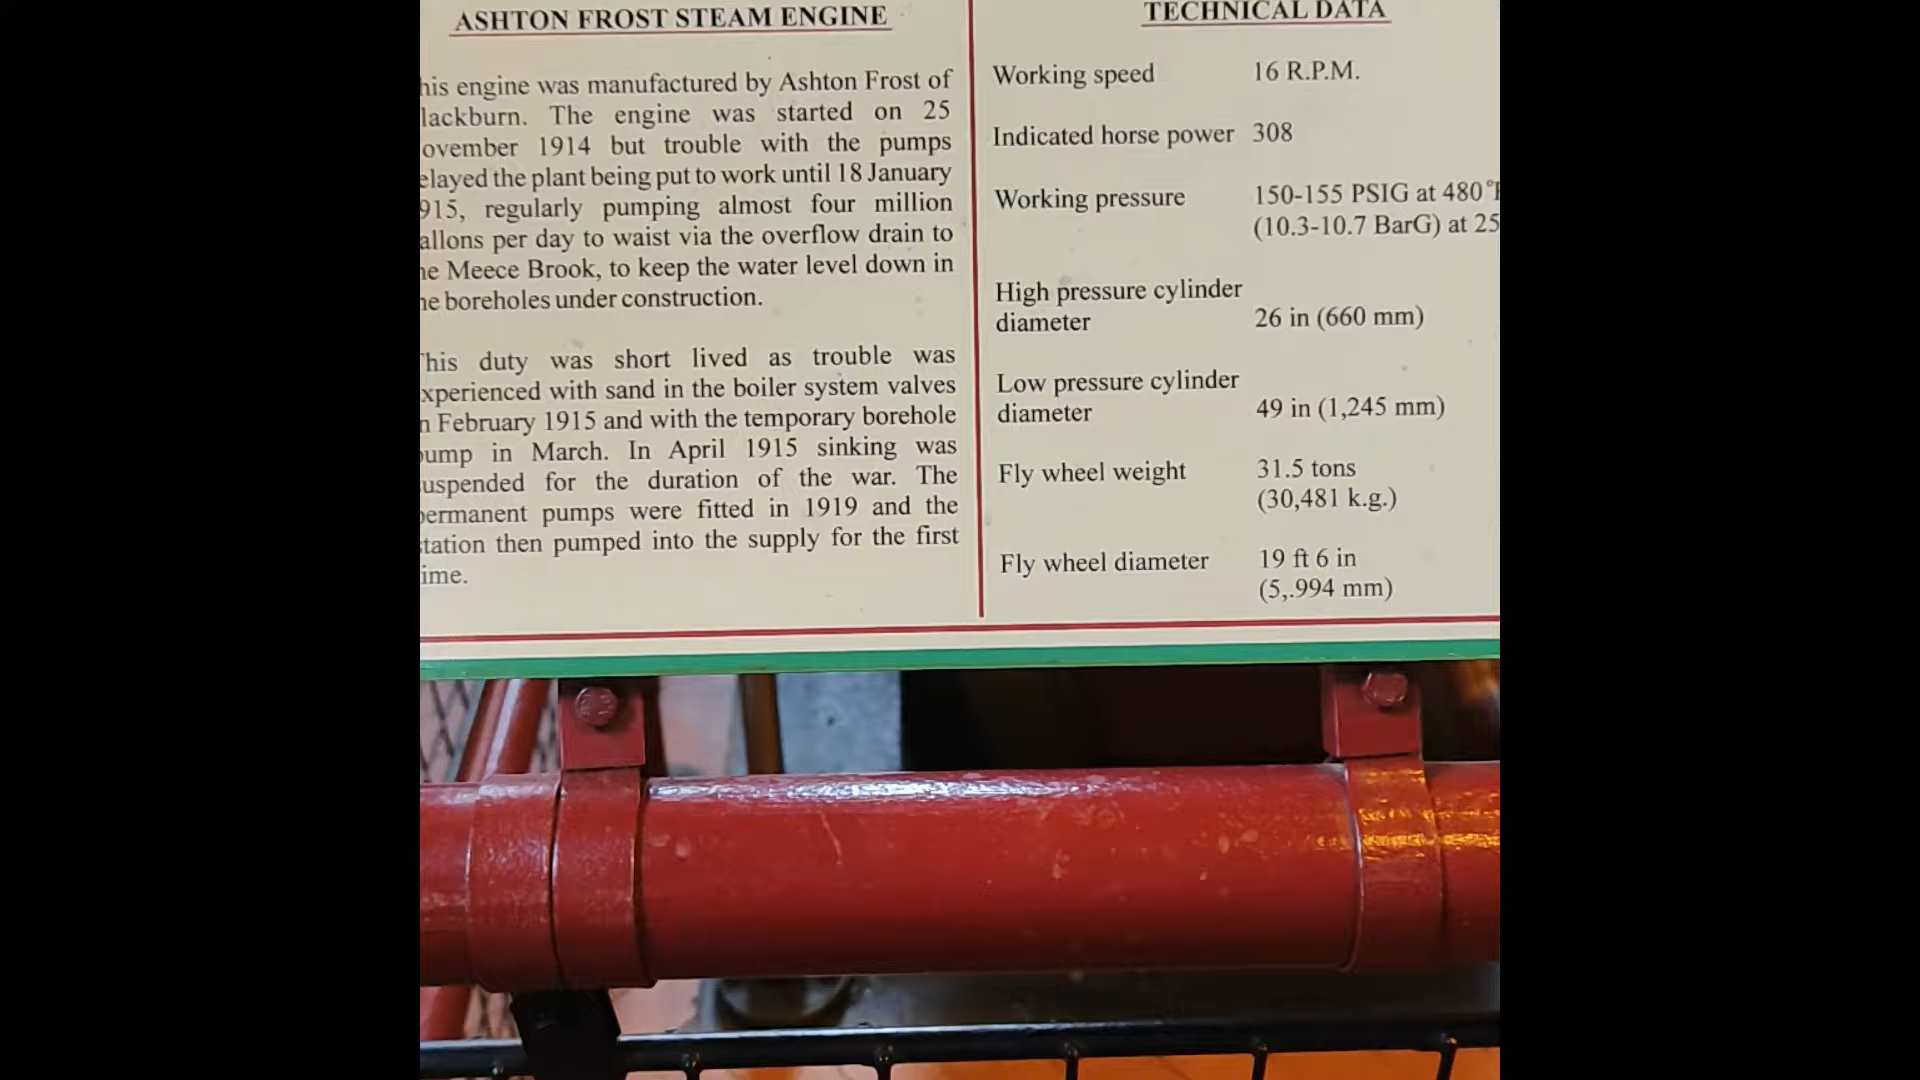 ASHTON FROST STEAM ENGINE
his engine was manufactured by Ashton Frost of
lackburn. The engine was started on 25
ovember 1914 but trouble with the pumps
elayed the plant being put to work until 18 January
915, regularly pumping almost four million
allons per day to waist via the overflow drain to
he Meece Brook, to keep the water level down in
he boreholes under construction.
This duty was short lived as trouble was
xperienced with sand in the boiler system valves
n February 1915 and with the temporary borehole
pump in March. In April 1915 sinking was
uspended for the duration of the war. The
permanent pumps were fitted in 1919 and the
station then pumped into the supply for the first
ime.
TECHNICAL DATA
Working speed 16 R.P.M.
Indicated horse power 308
Working pressure 150-155 PSIG at 480°F
(10.3-10.7 BarG) at 25
High pressure cylinder
diameter 26 in (660 mm)
Low pressure cylinder
diameter 49 in (1,245 mm)
Fly wheel weight 31.5 tons
(30,481 k.g.)
Fly wheel diameter 19 ft 6 in
(5,.994 mm)